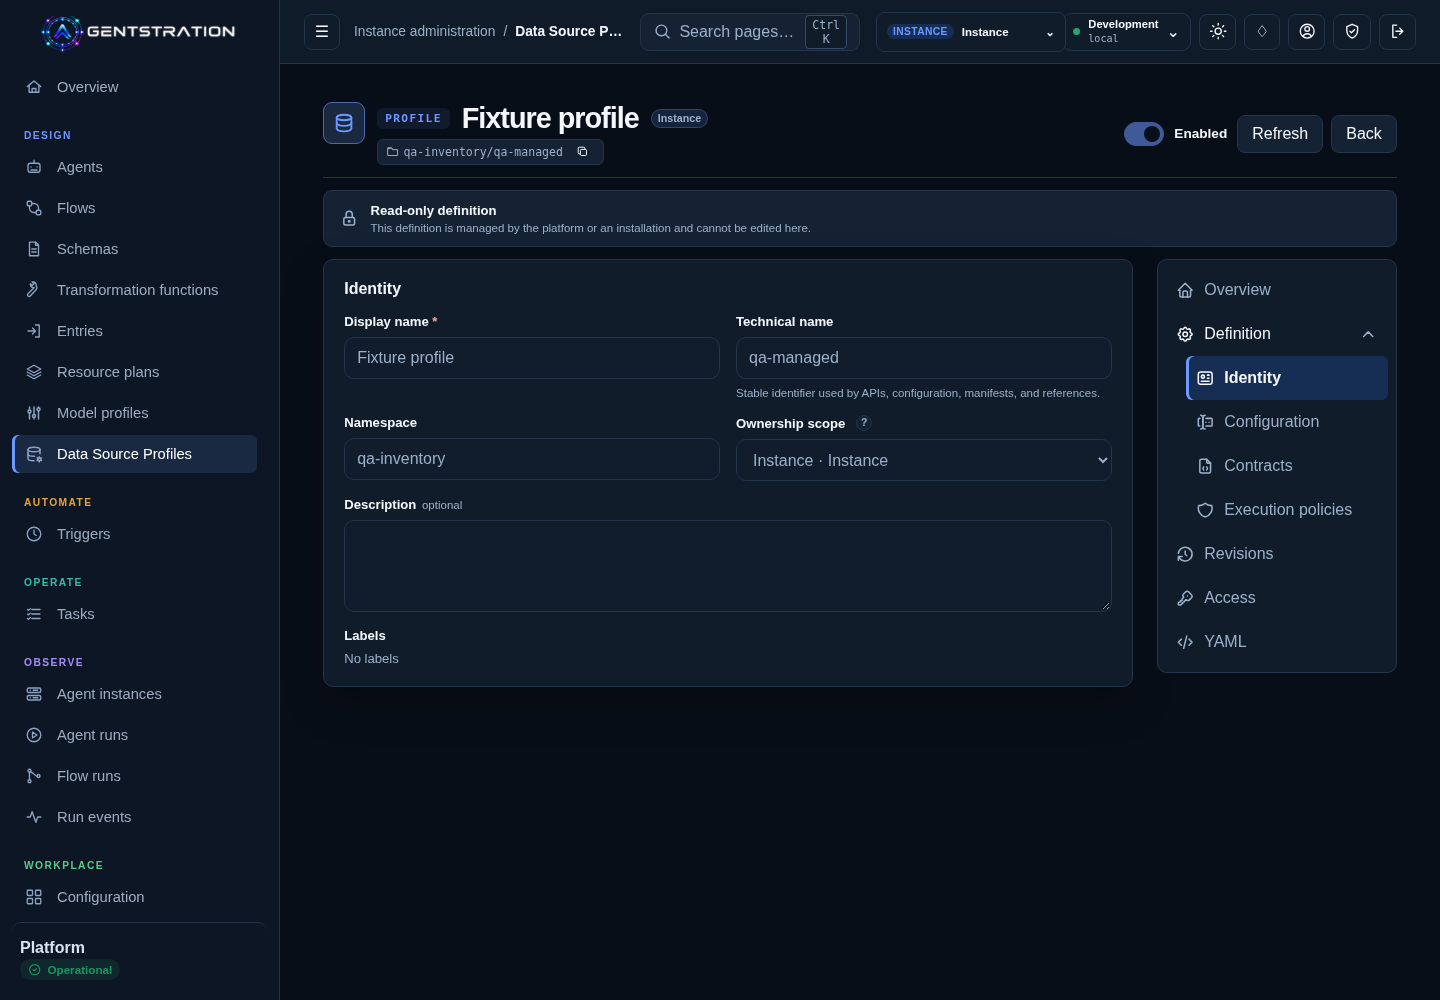 GENTSTRATION
Overview
DESIGN
Agents
Flows
Schemas
Transformation functions
Entries
Resource plans
Model profiles
Data Source Profiles
AUTOMATE
Triggers
OPERATE
Tasks
OBSERVE
Agent instances
Agent runs
Flow runs
Run events
WORKPLACE
Configuration
Platform
Operational
Instance administration / Data Source P…
Search pages…
Ctrl
K
INSTANCE Instance
Development
local
PROFILE Fixture profile Instance
qa-inventory/qa-managed
Enabled Refresh Back
Read-only definition
This definition is managed by the platform or an installation and cannot be edited here.
Identity
Display name * Technical name
Fixture profile qa-managed
Stable identifier used by APIs, configuration, manifests, and references.
Namespace Ownership scope ?
qa-inventory Instance · Instance
Description optional
Labels
No labels
Overview
Definition
Identity
Configuration
Contracts
Execution policies
Revisions
Access
YAML